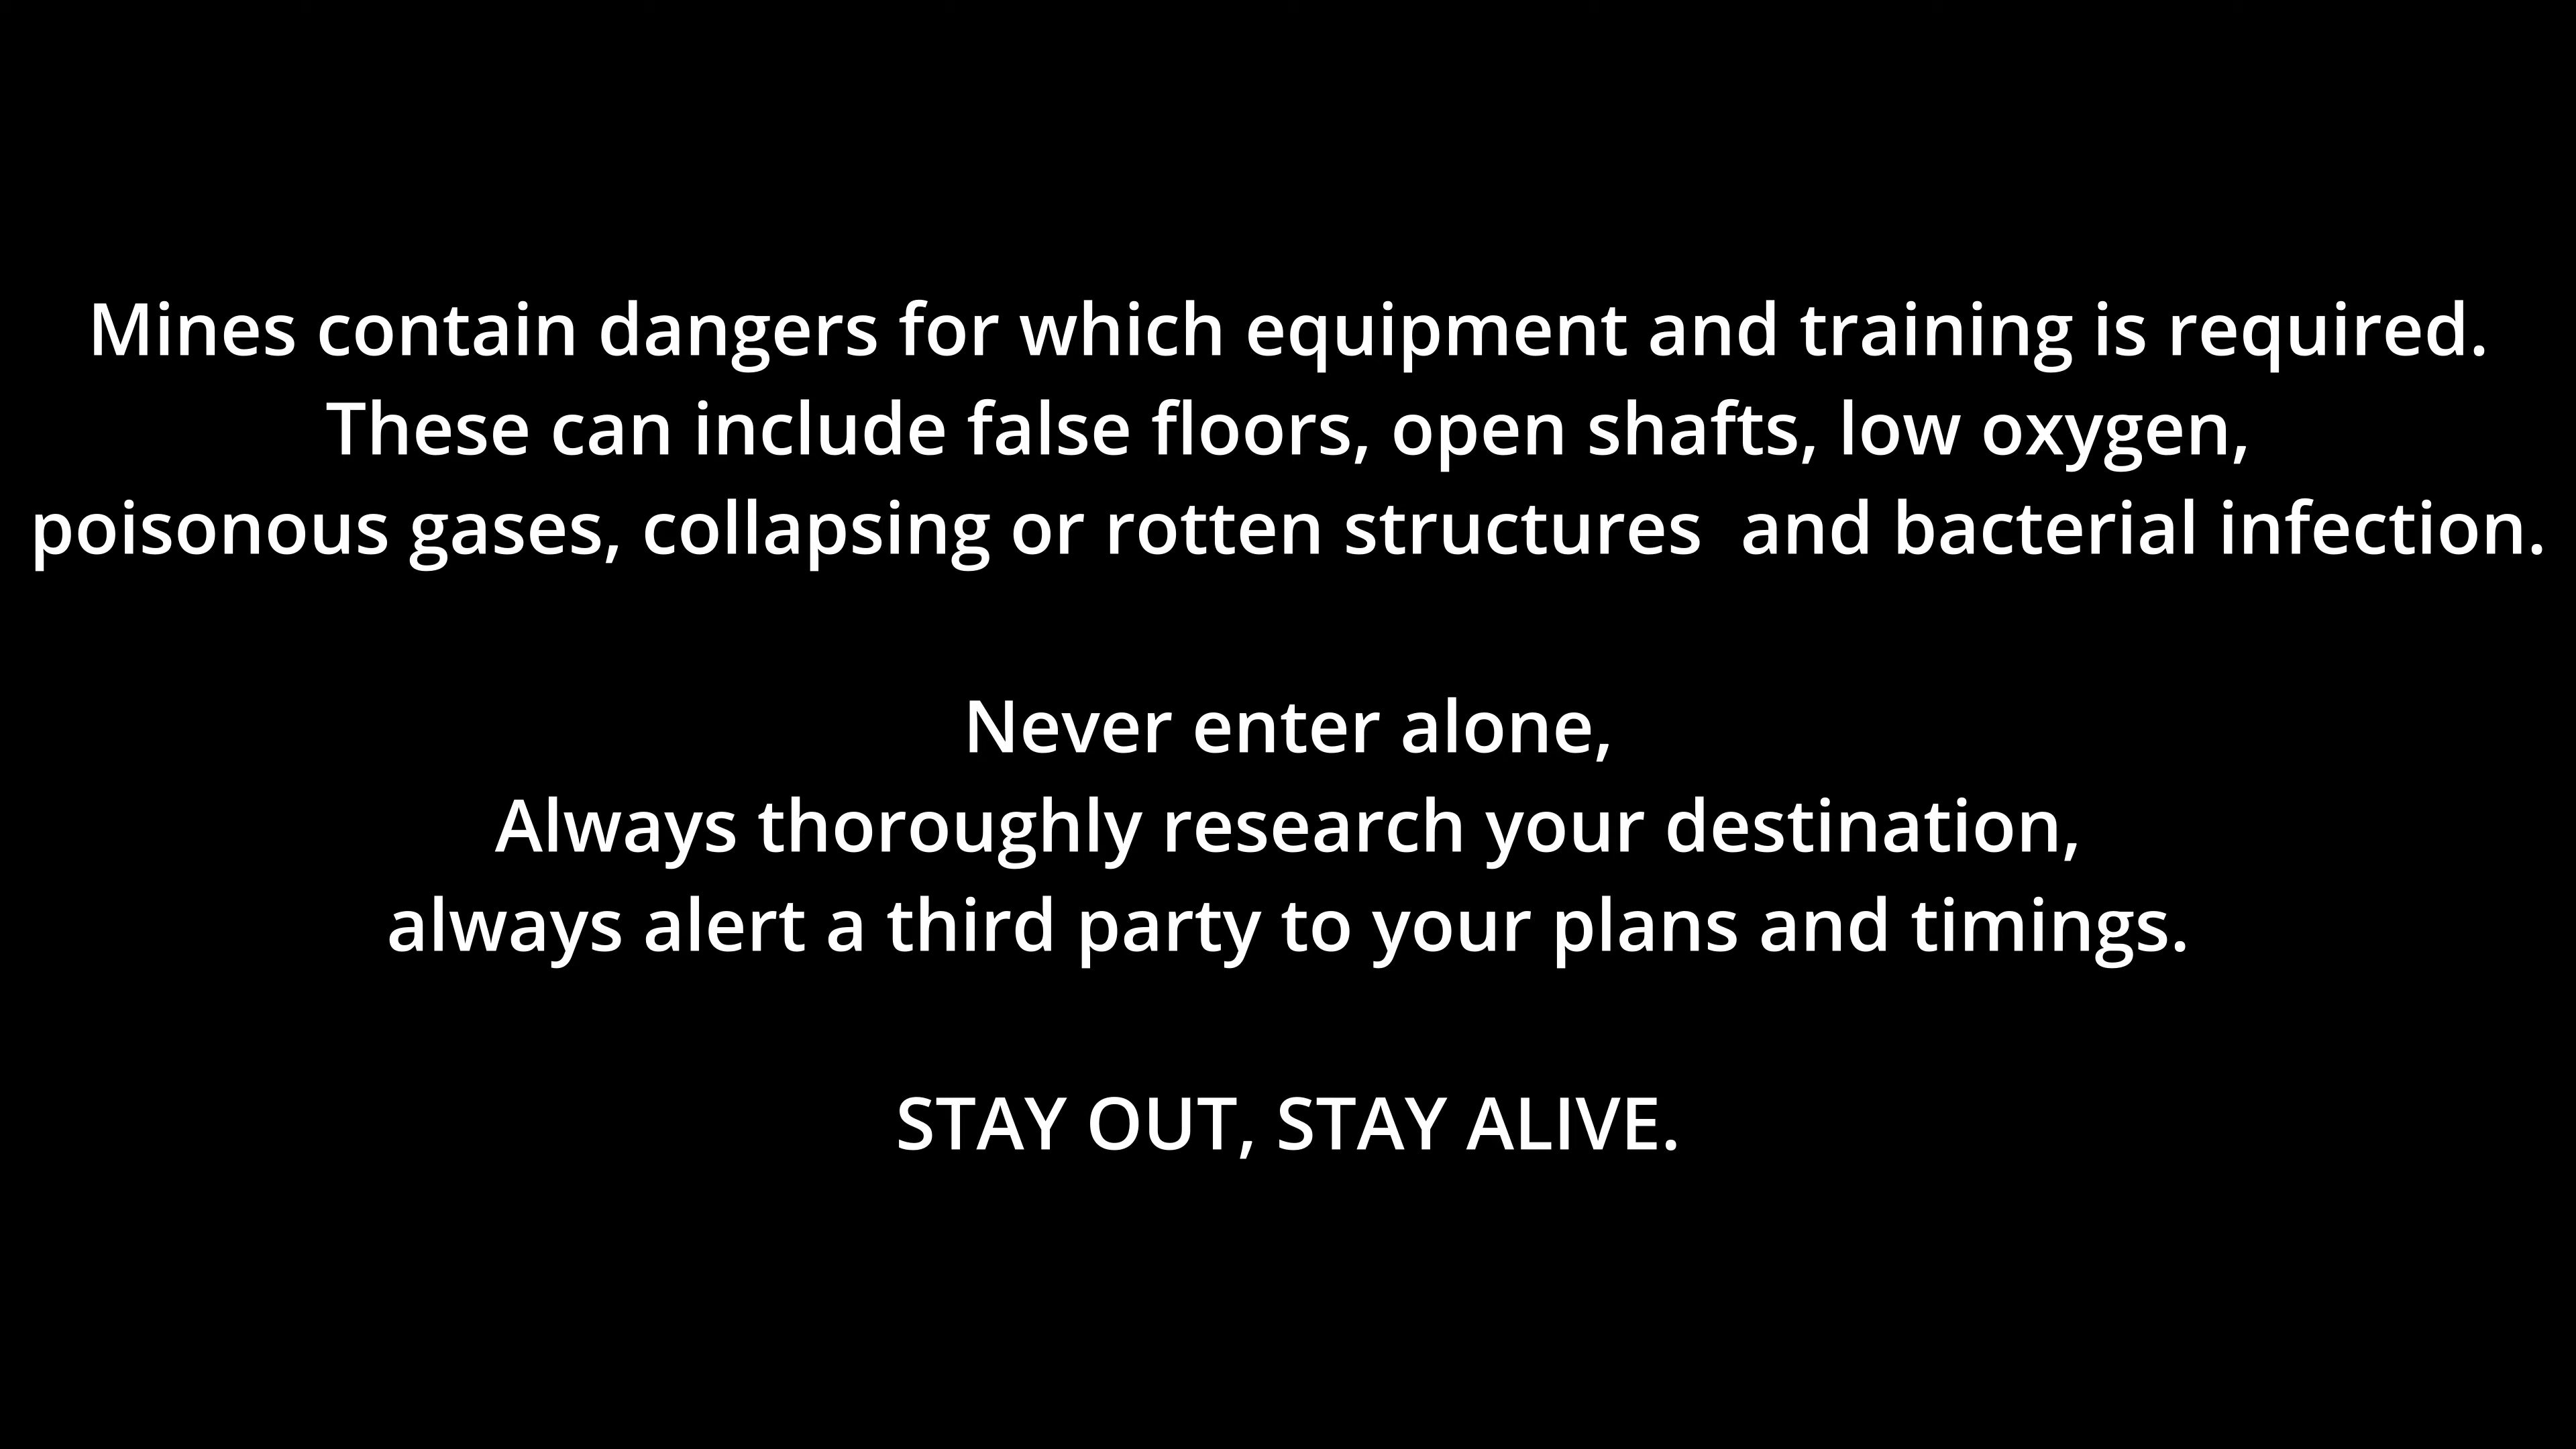 Mines contain dangers for which equipment and training is required.
These can include false floors, open shafts, low oxygen,
poisonous gases, collapsing or rotten structures  and bacterial infection.
Never enter alone,
Always thoroughly research your destination,
always alert a third party to your plans and timings.
STAY OUT, STAY ALIVE.